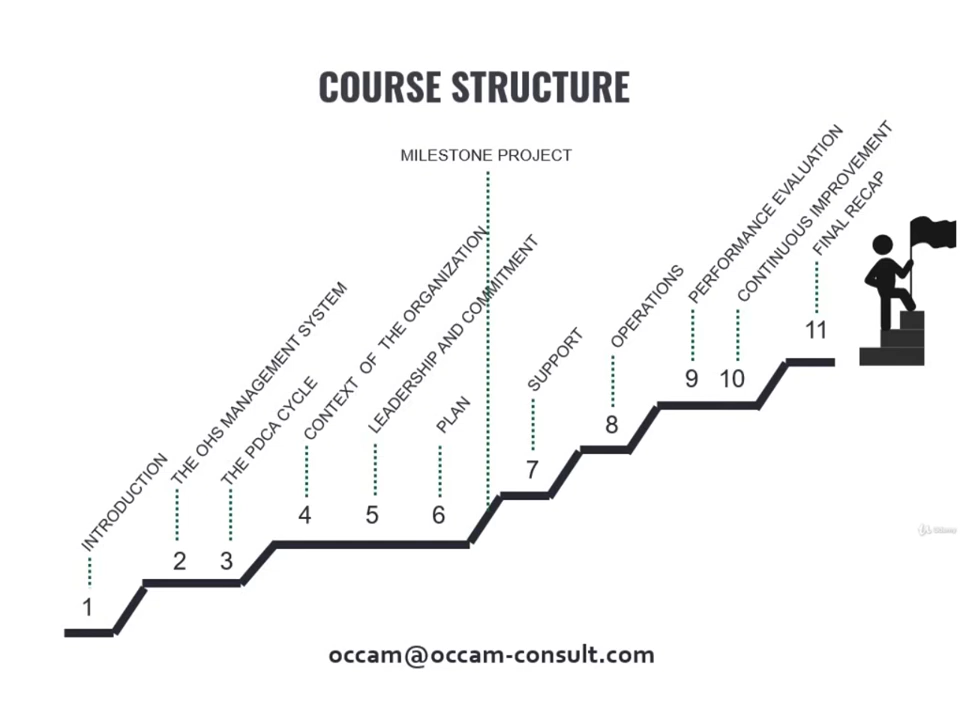 COURSE STRUCTURE
MILESTONE PROJECT
INTRODUCTION
1
THE OHS MANAGEMENT SYSTEM
2
THE PDCA CYCLE
3
CONTEXT OF THE ORGANIZATION
4
LEADERSHIP AND COMMITMENT
5
PLAN
6
SUPPORT
7
OPERATIONS
8
PERFORMANCE EVALUATION
9
CONTINUOUS IMPROVEMENT
10
FINAL RECAP
11
occam@occam-consult.com